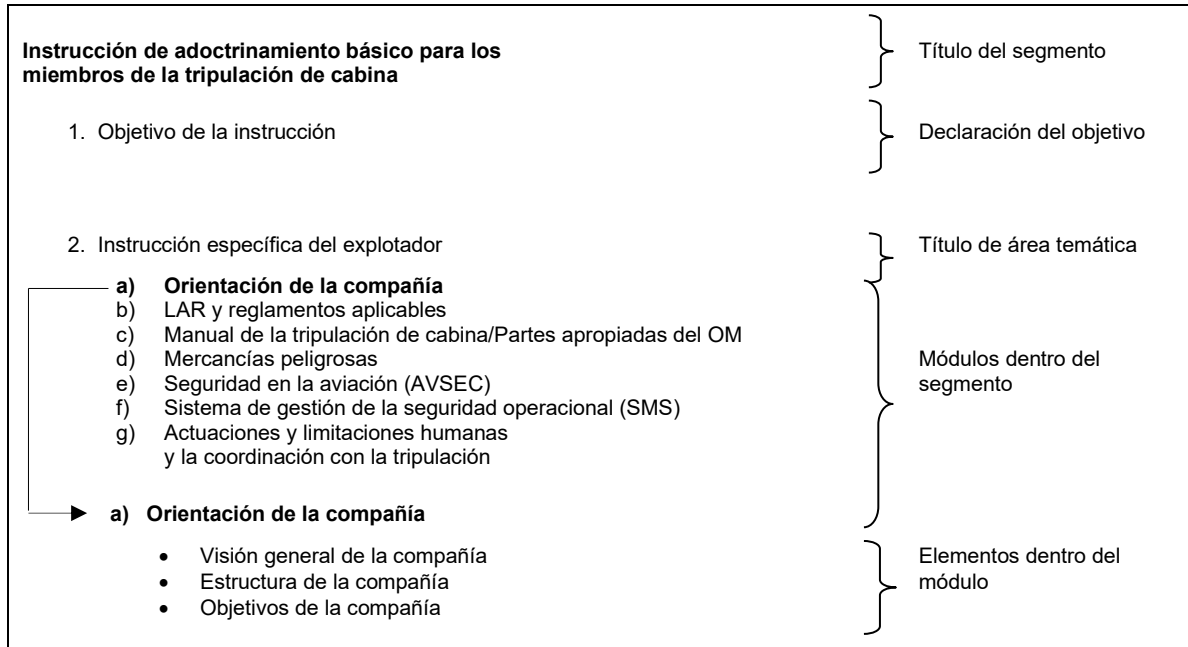 Instrucción de adoctrinamiento básico para los
miembros de la tripulación de cabina
Título del segmento
1. Objetivo de la instrucción
Declaración del objetivo
2. Instrucción específica del explotador
Título de área temática
a) Orientación de la compañía
b) LAR y reglamentos aplicables
c) Manual de la tripulación de cabina/Partes apropiadas del OM
d) Mercancías peligrosas
e) Seguridad en la aviación (AVSEC)
f) Sistema de gestión de la seguridad operacional (SMS)
g) Actuaciones y limitaciones humanas
y la coordinación con la tripulación
Módulos dentro del
segmento
a) Orientación de la compañía
• Visión general de la compañía
• Estructura de la compañía
• Objetivos de la compañía
Elementos dentro del
módulo